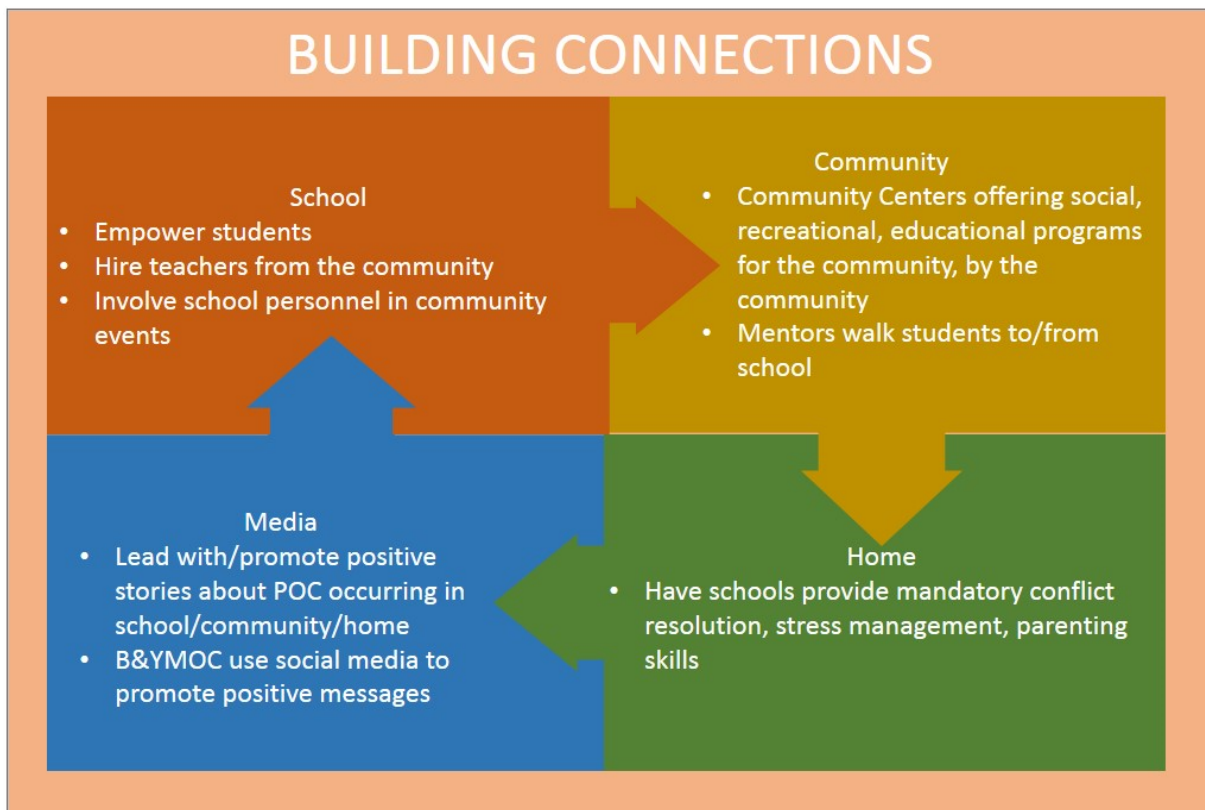 BUILDING CONNECTIONS
School
• Empower students
• Hire teachers from the community
• Involve school personnel in community
events
Community
• Community Centers offering social,
recreational, educational programs
for the community, by the
community
• Mentors walk students to/from
school
Media
• Lead with/promote positive
stories about POC occurring in
school/community/home
• B&YMOC use social media to
promote positive messages
Home
• Have schools provide mandatory conflict
resolution, stress management, parenting
skills